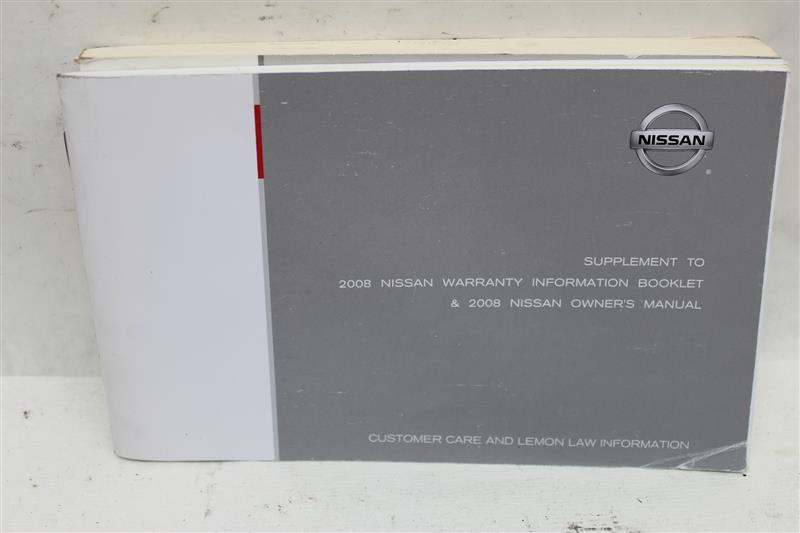 NISSAN
SUPPLEMENT TO
2008 NISSAN WARRANTY INFORMATION BOOKLET
& 2008 NISSAN OWNER'S MANUAL
CUSTOMER CARE AND LEMON LAW INFORMATION